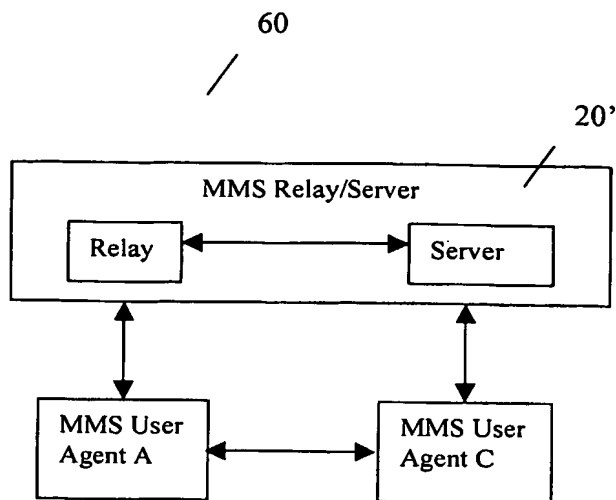 60
20’
MMS Relay/Server
Relay
Server
MMS User
Agent A
MMS User
Agent C